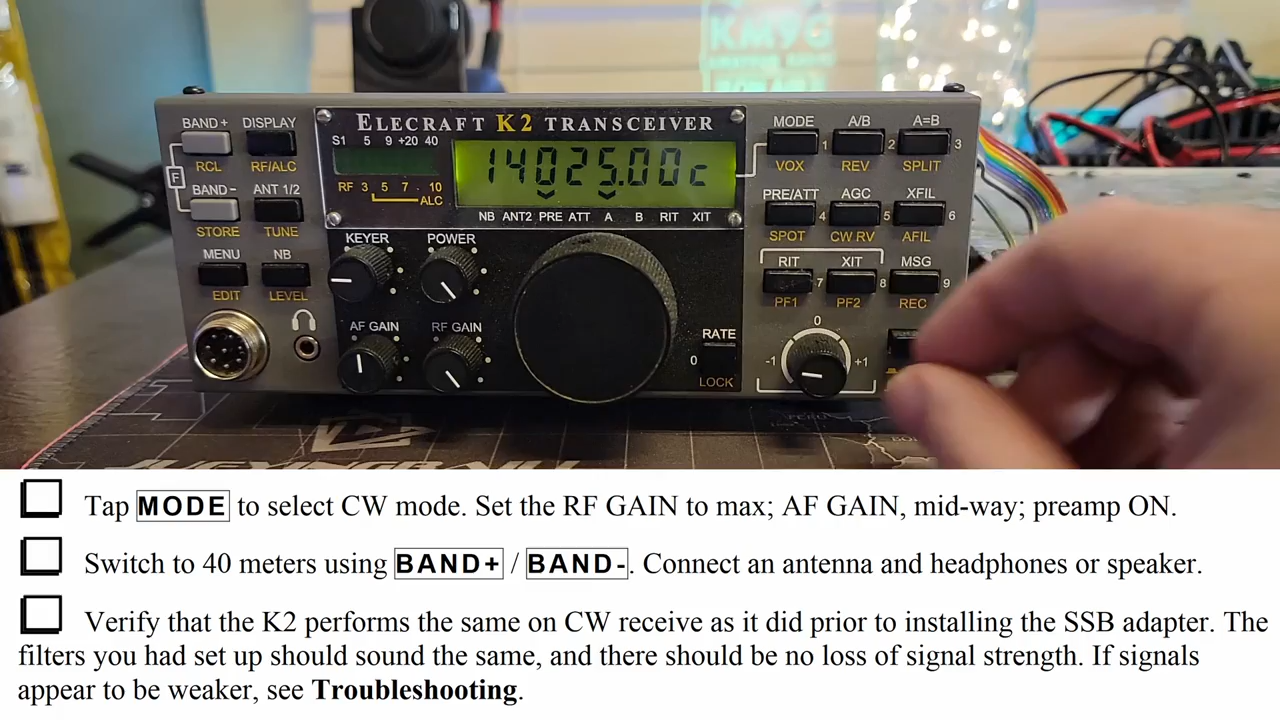 KM9G
ELECRAFT K2 TRANSCEIVER
BAND+ DISPLAY
RCL RF/ALC
F
BAND- ANT 1/2
STORE TUNE
MENU NB
EDIT LEVEL
S1 5 9 +20 40
RF 3 5 7 10
ALC
14025.00c
NB ANT2 PRE ATT A B RIT XIT
KEYER POWER
AF GAIN RF GAIN
RATE
0
LOCK
MODE A/B A=B
1 2 3
VOX REV SPLIT
PRE/ATT AGC XFIL
4 5 6
SPOT CW RV AFIL
RIT XIT MSG
7 8 9
PF1 PF2 REC
0
-1 +1
Tap MODE to select CW mode. Set the RF GAIN to max; AF GAIN, mid-way; preamp ON.
Switch to 40 meters using BAND+ / BAND-. Connect an antenna and headphones or speaker.
Verify that the K2 performs the same on CW receive as it did prior to installing the SSB adapter. The
filters you had set up should sound the same, and there should be no loss of signal strength. If signals
appear to be weaker, see Troubleshooting.